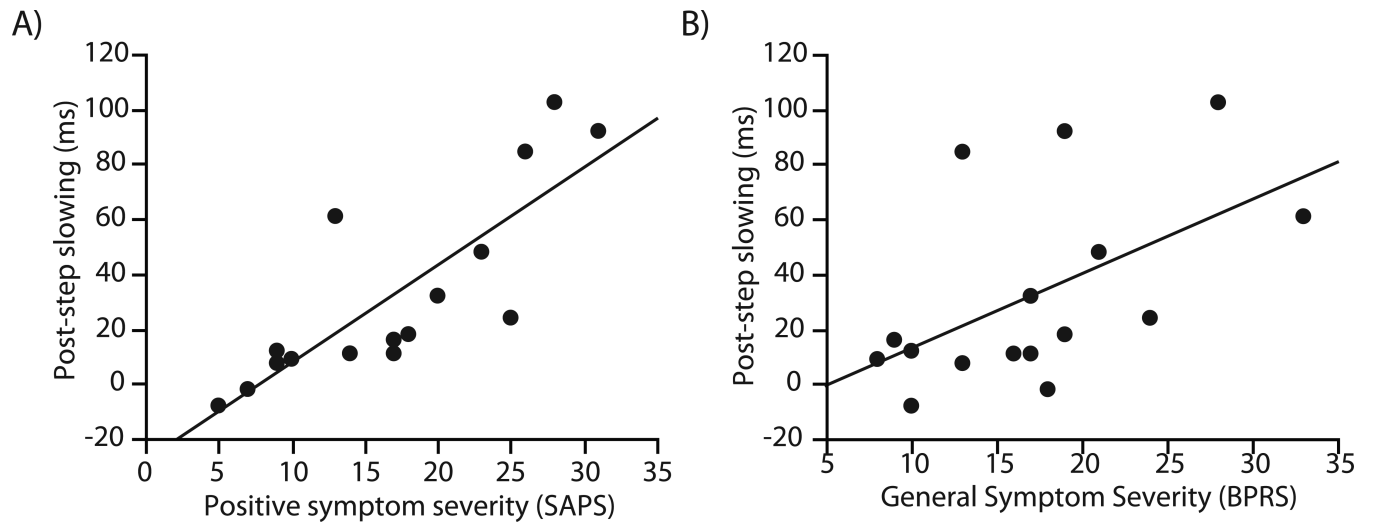 A)
Post-step slowing (ms)
120
100
80
60
40
20
0
-20
0 5 10 15 20 25 30 35
Positive symptom severity (SAPS)
B)
Post-step slowing (ms)
120
100
80
60
40
20
0
-20
5 10 15 20 25 30 35
General Symptom Severity (BPRS)